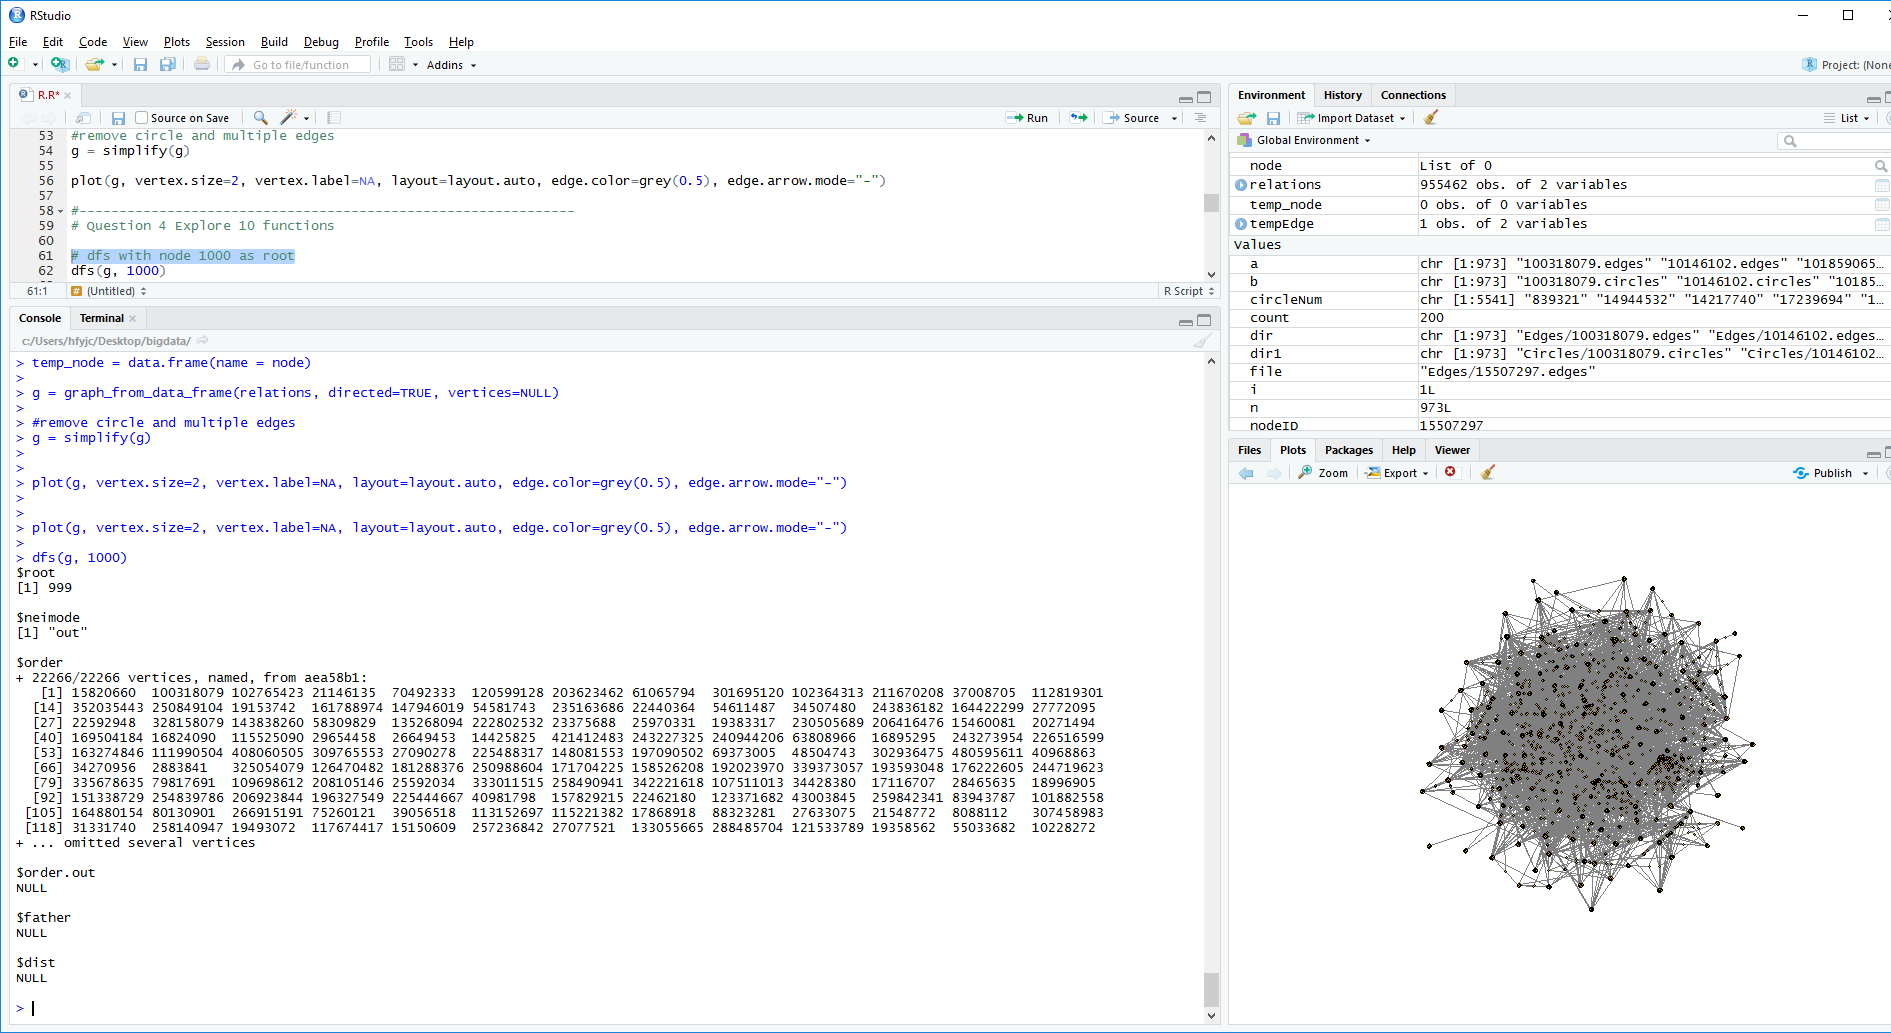 RStudio
File Edit Code View Plots Session Build Debug Profile Tools Help
Go to file/function Addins Project: (None
R.R*
Source on Save Run Source
53 #remove circle and multiple edges
54 g = simplify(g)
55
56 plot(g, vertex.size=2, vertex.label=NA, layout=layout.auto, edge.color=grey(0.5), edge.arrow.mode="-")
57
58 #---------------------------------------------------------------
59 # Question 4 Explore 10 functions
60
61 # dfs with node 1000 as root
62 dfs(g, 1000)
61:1 # (Untitled) R Script
Console Terminal
c:/Users/hfyjc/Desktop/bigdata/
> temp_node = data.frame(name = node)
>
> g = graph_from_data_frame(relations, directed=TRUE, vertices=NULL)
>
> #remove circle and multiple edges
> g = simplify(g)
>
>
> plot(g, vertex.size=2, vertex.label=NA, layout=layout.auto, edge.color=grey(0.5), edge.arrow.mode="-")
>
>
> plot(g, vertex.size=2, vertex.label=NA, layout=layout.auto, edge.color=grey(0.5), edge.arrow.mode="-")
>
> dfs(g, 1000)
$root
[1] 999
$neimode
[1] "out"
$order
+ 22266/22266 vertices, named, from aea58b1:
[1] 15820660 100318079 102765423 21146135 70492333 120599128 203623462 61065794 301695120 102364313 211670208 37008705 112819301
[14] 352035443 250849104 19153742 161788974 147946019 54581743 235163686 22440364 54611487 34507480 243836182 164422299 27772095
[27] 22592948 328158079 143838260 58309829 135268094 222802532 23375688 25970331 19383317 230505689 206416476 15460081 20271494
[40] 169504184 16824090 115525090 29654458 26649453 14425825 421412483 243227325 240944206 63808966 16895295 243273954 226516599
[53] 163274846 111990504 408060505 309765553 27090278 225488317 148081553 197090502 69373005 48504743 302936475 480595611 40968863
[66] 34270956 2883841 325054079 126470482 181288376 250988604 171704225 158526208 192023970 339373057 193593048 176222605 244719623
[79] 335678635 79817691 109698612 208105146 25592034 333011515 258490941 342221618 107511013 34428380 17116707 28465635 18996905
[92] 151338729 254839786 206923844 196327549 225444667 40981798 157829215 22462180 123371682 43003845 259842341 83943787 101882558
[105] 164880154 80130901 266915191 75260121 39056518 113152697 115221382 17868918 88323281 27633075 21548772 8088112 307458983
[118] 31331740 258140947 19493072 117674417 15150609 257236842 27077521 133055665 288485704 121533789 19358562 55033682 10228272
+ ... omitted several vertices
$order.out
NULL
$father
NULL
$dist
NULL
>
Environment History Connections
Import Dataset List
Global Environment
node List of 0
relations 955462 obs. of 2 variables
temp_node 0 obs. of 0 variables
tempEdge 1 obs. of 2 variables
Values
a chr [1:973] "100318079.edges" "10146102.edges" "101859065…
b chr [1:973] "100318079.circles" "10146102.circles" "10185…
circleNum chr [1:5541] "839321" "14944532" "14217740" "17239694" "1…
count 200
dir chr [1:973] "Edges/100318079.edges" "Edges/10146102.edges…
dir1 chr [1:973] "Circles/100318079.circles" "Circles/10146102…
file "Edges/15507297.edges"
i 1L
n 973L
nodeID 15507297
Files Plots Packages Help Viewer
Zoom Export Publish